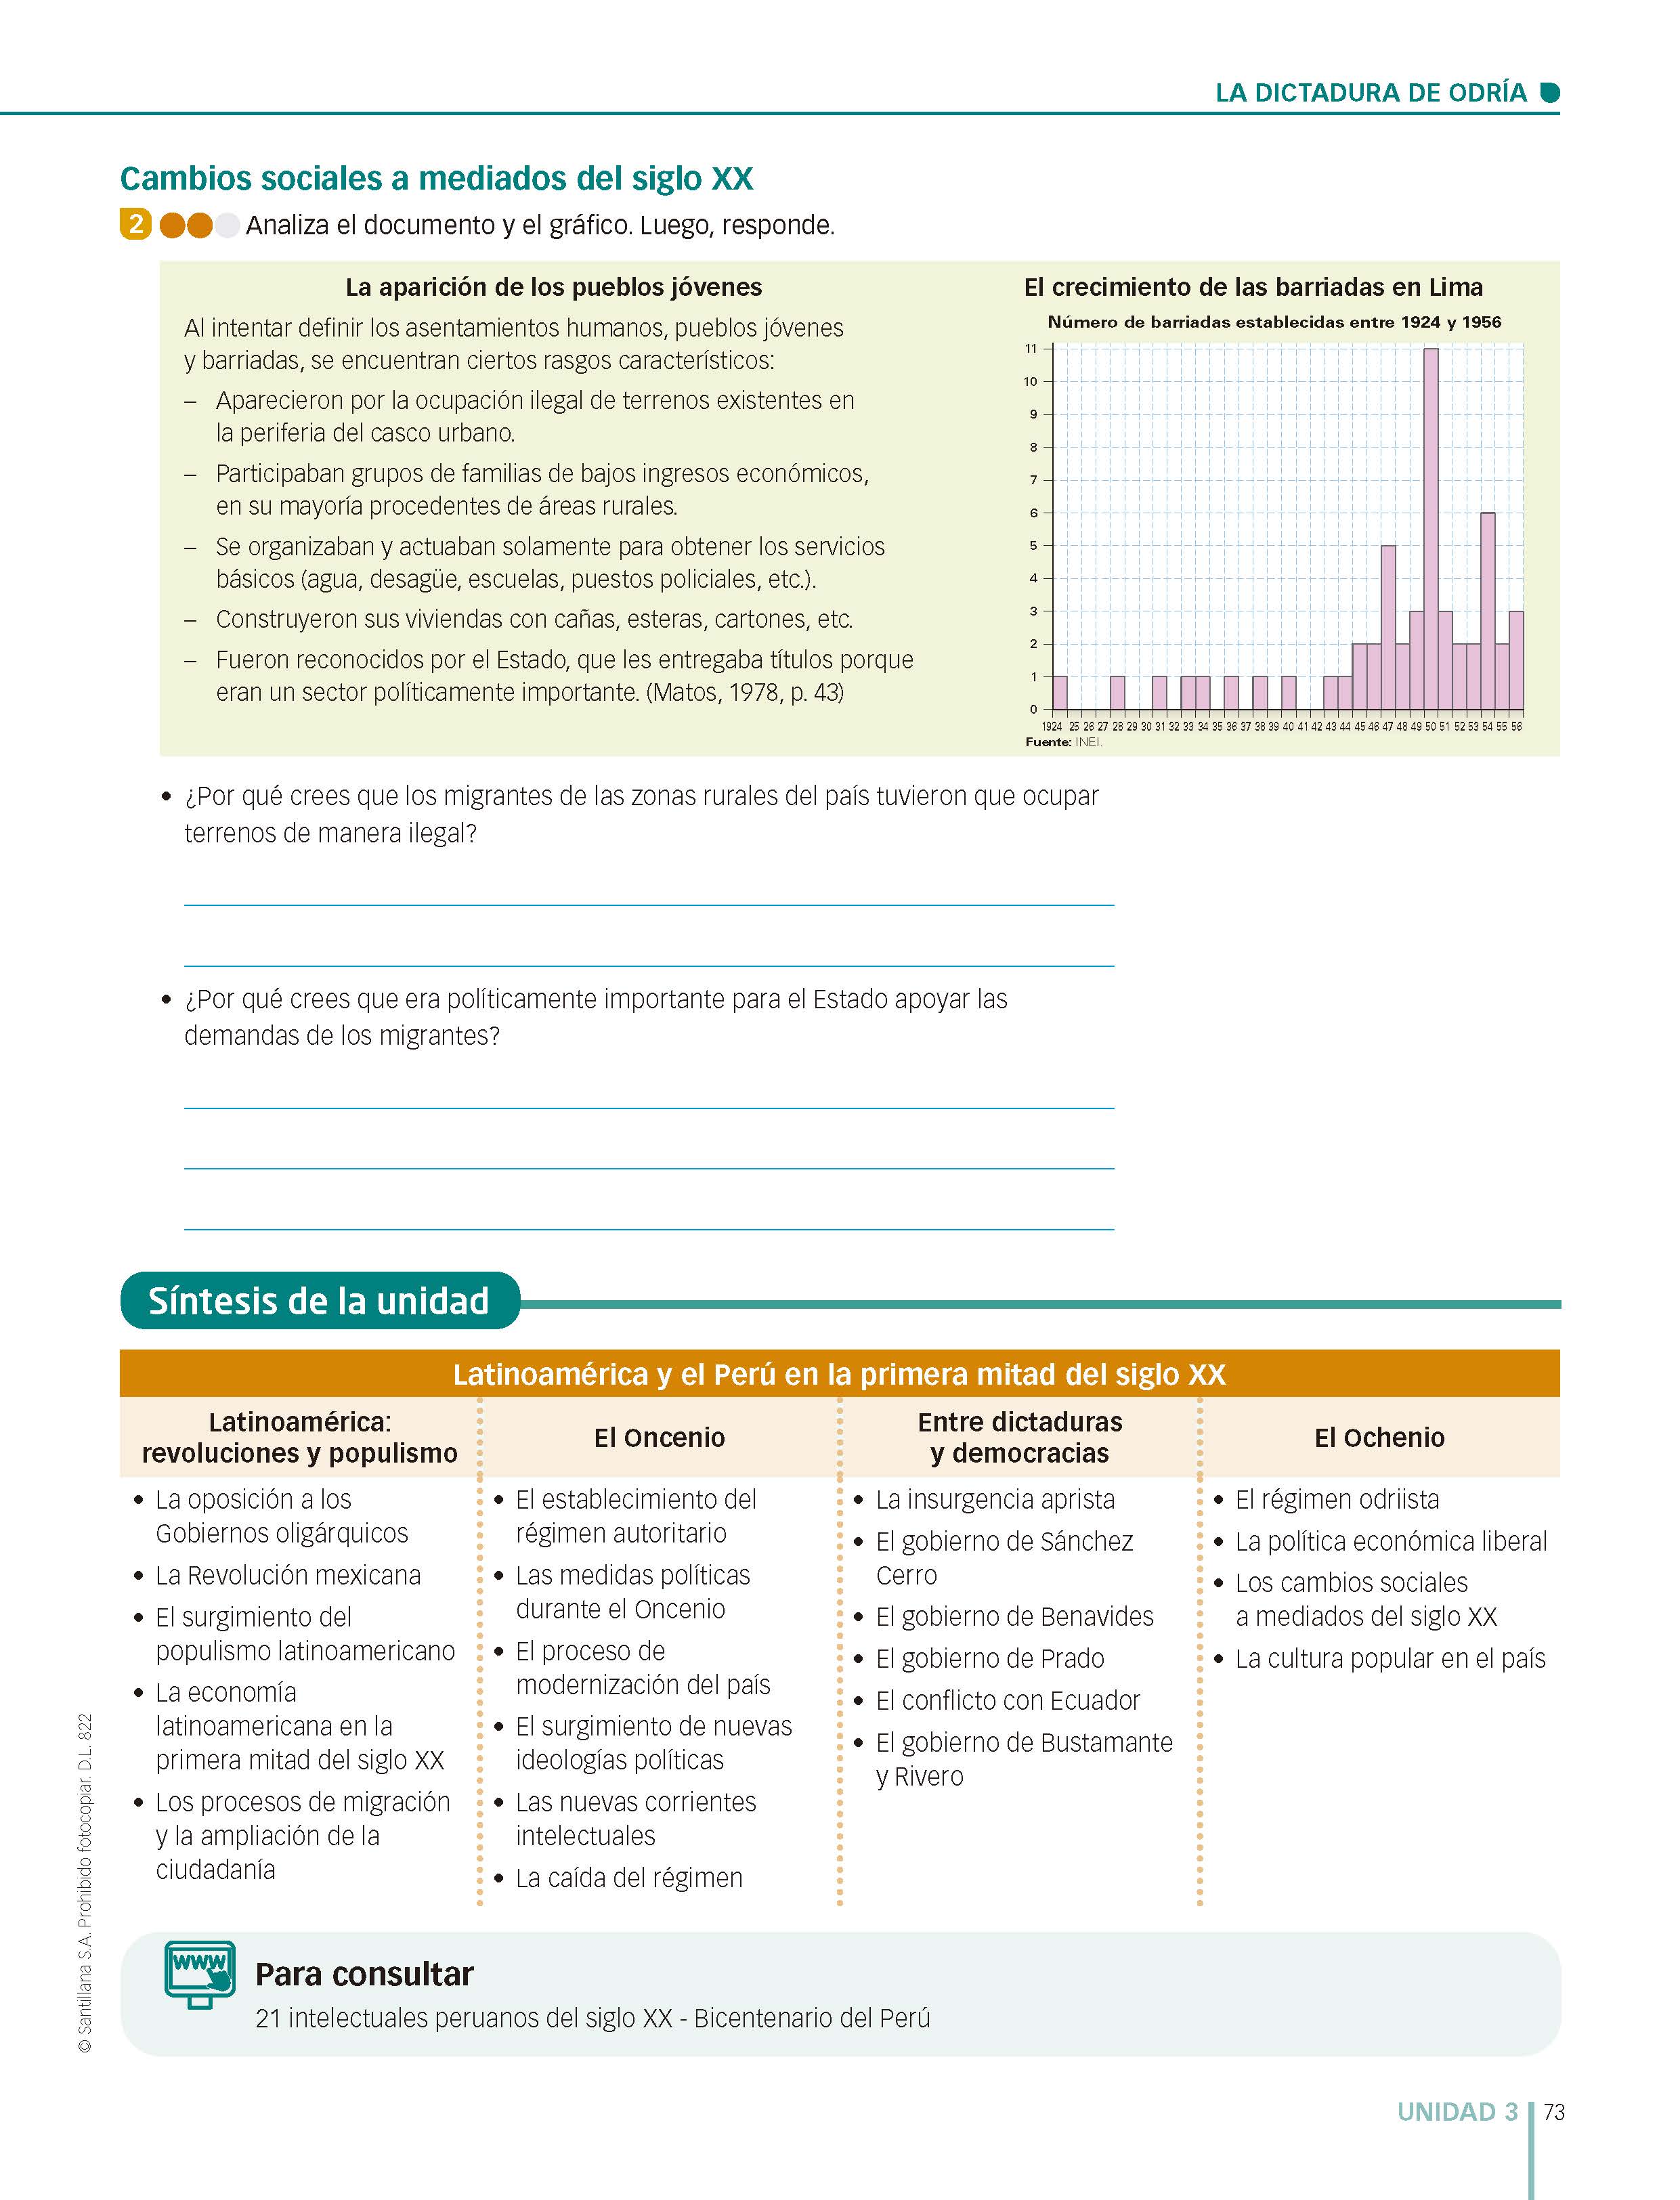 LA DICTADURA DE ODRÍA
Cambios sociales a mediados del siglo XX
2 Analiza el documento y el gráfico. Luego, responde.
La aparición de los pueblos jóvenes
Al intentar definir los asentamientos humanos, pueblos jóvenes
y barriadas, se encuentran ciertos rasgos característicos:
– Aparecieron por la ocupación ilegal de terrenos existentes en
la periferia del casco urbano.
– Participaban grupos de familias de bajos ingresos económicos,
en su mayoría procedentes de áreas rurales.
– Se organizaban y actuaban solamente para obtener los servicios
básicos (agua, desagüe, escuelas, puestos policiales, etc.).
– Construyeron sus viviendas con cañas, esteras, cartones, etc.
– Fueron reconocidos por el Estado, que les entregaba títulos porque
eran un sector políticamente importante. (Matos, 1978, p. 43)
El crecimiento de las barriadas en Lima
Número de barriadas establecidas entre 1924 y 1956
11
10
9
8
7
6
5
4
3
2
1
0
1924 25 26 27 28 29 30 31 32 33 34 35 36 37 38 39 40 41 42 43 44 45 46 47 48 49 50 51 52 53 54 55 56
Fuente: INEI.
• ¿Por qué crees que los migrantes de las zonas rurales del país tuvieron que ocupar
terrenos de manera ilegal?
• ¿Por qué crees que era políticamente importante para el Estado apoyar las
demandas de los migrantes?
Síntesis de la unidad
Latinoamérica y el Perú en la primera mitad del siglo XX
Latinoamérica:
revoluciones y populismo
• La oposición a los
Gobiernos oligárquicos
• La Revolución mexicana
• El surgimiento del
populismo latinoamericano
• La economía
latinoamericana en la
primera mitad del siglo XX
• Los procesos de migración
y la ampliación de la
ciudadanía
El Oncenio
• El establecimiento del
régimen autoritario
• Las medidas políticas
durante el Oncenio
• El proceso de
modernización del país
• El surgimiento de nuevas
ideologías políticas
• Las nuevas corrientes
intelectuales
• La caída del régimen
Entre dictaduras
y democracias
• La insurgencia aprista
• El gobierno de Sánchez
Cerro
• El gobierno de Benavides
• El gobierno de Prado
• El conflicto con Ecuador
• El gobierno de Bustamante
y Rivero
El Ochenio
• El régimen odriista
• La política económica liberal
• Los cambios sociales
a mediados del siglo XX
• La cultura popular en el país
www
Para consultar
21 intelectuales peruanos del siglo XX - Bicentenario del Perú
© Santillana S.A. Prohibido fotocopiar. D.L. 822
UNIDAD 3 73